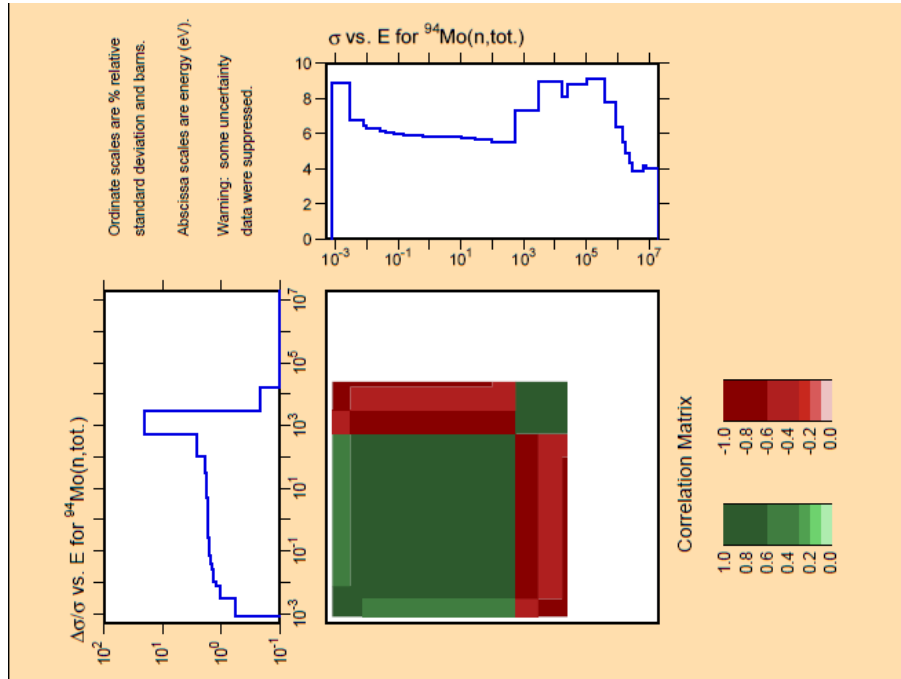 Ordinate scales are % relative
standard deviation and barns.
Abscissa scales are energy (eV).
Warning: some uncertainty
data were suppressed.
σ vs. E for ⁹⁴Mo(n,tot.)
10
8
6
4
2
0
10⁻³ 10⁻¹ 10¹ 10³ 10⁵ 10⁷
Δσ/σ vs. E for ⁹⁴Mo(n,tot.)
10² 10¹ 10⁰ 10⁻¹
10⁻³ 10⁻¹ 10¹ 10³ 10⁵ 10⁷
Correlation Matrix
1.0 0.8 0.6 0.4 0.2 0.0
-1.0 -0.8 -0.6 -0.4 -0.2 0.0